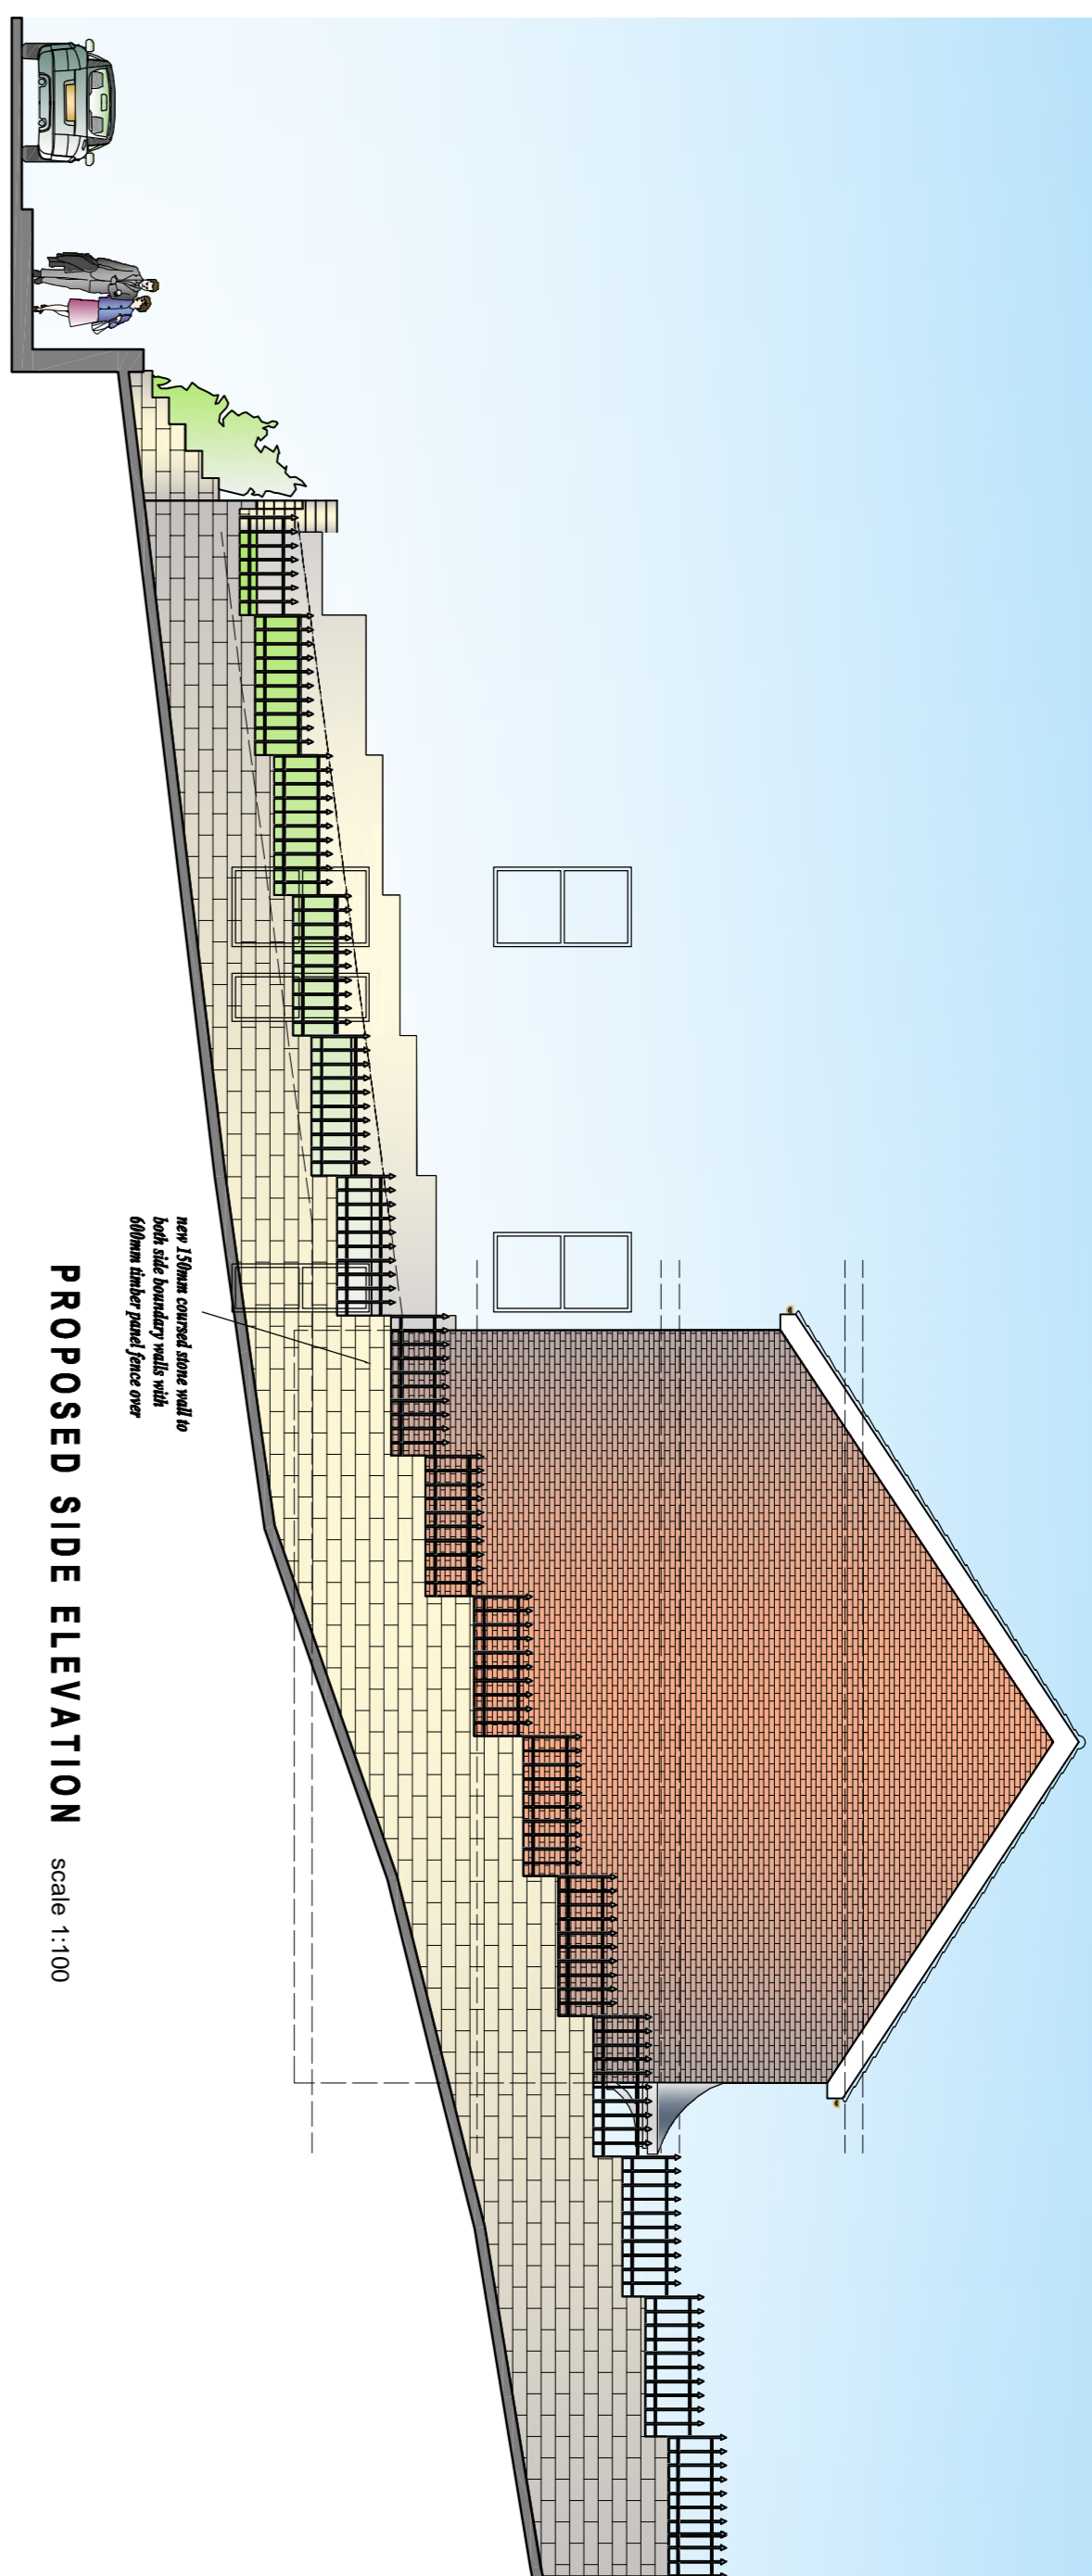 new 150mm coursed stone wall to
both side boundary walls with
600mm timber panel fence over
PROPOSED SIDE ELEVATION scale 1:100